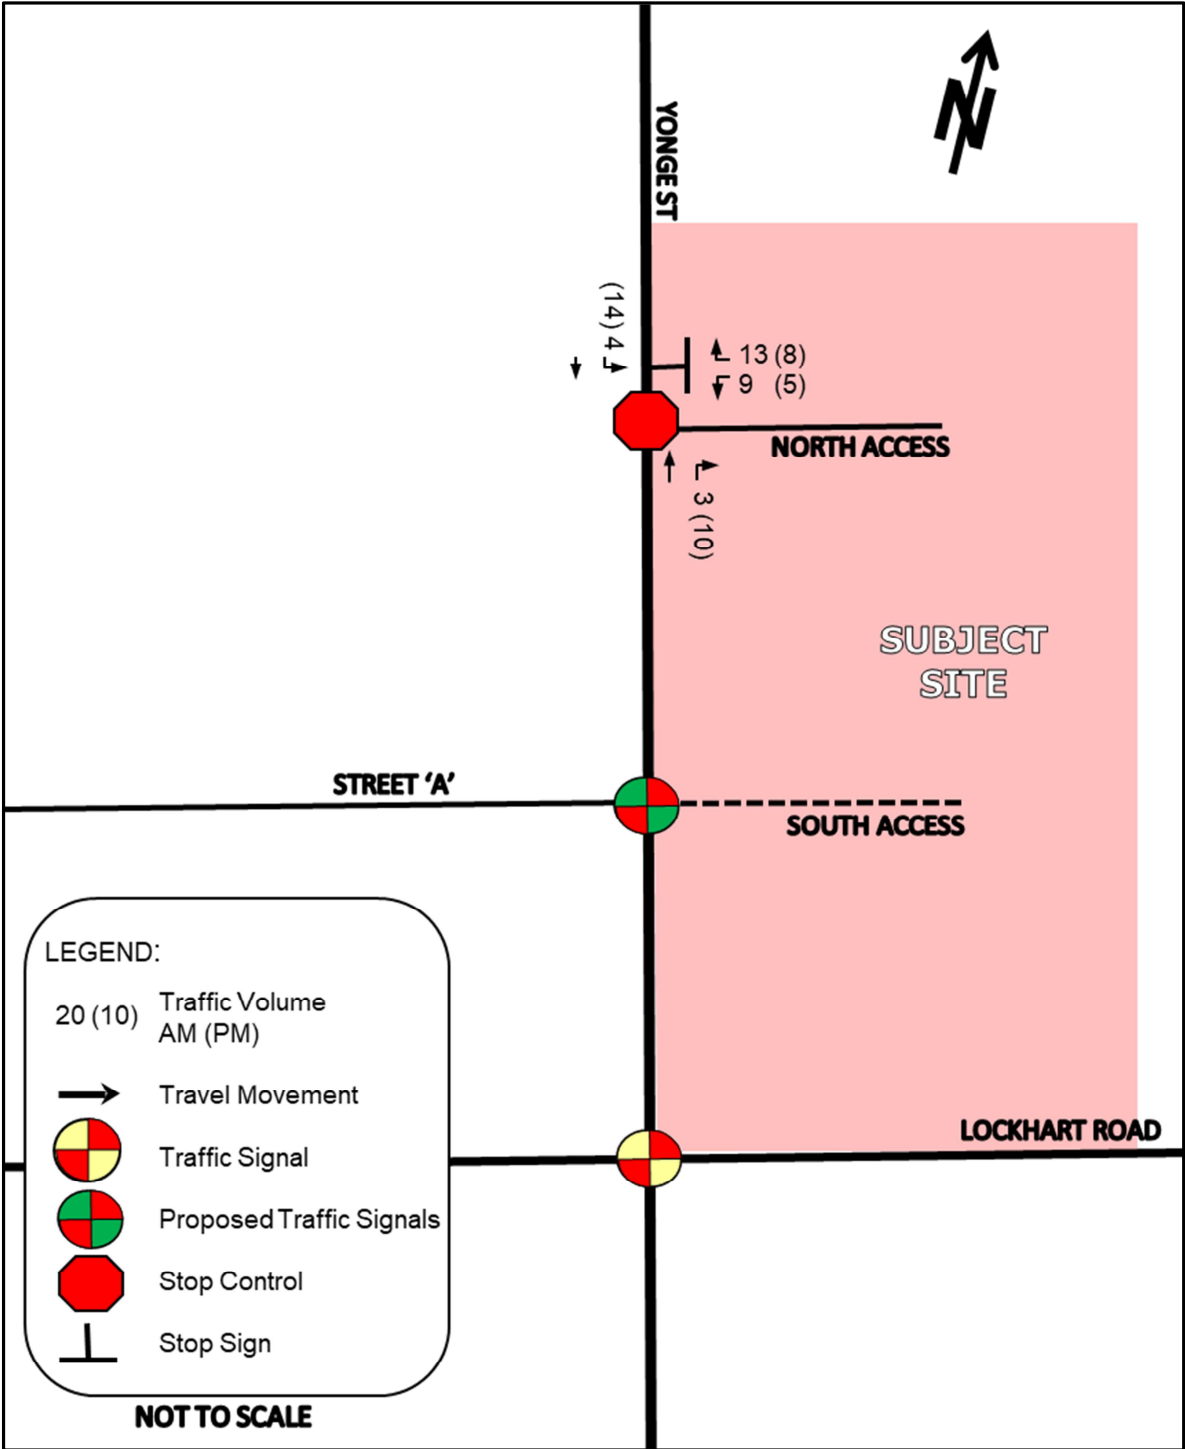 N
YONGE ST
(14) 4
13 (8)
9 (5)
NORTH ACCESS
3 (10)
SUBJECT
SITE
STREET ‘A’
SOUTH ACCESS
LOCKHART ROAD
LEGEND:
20 (10) Traffic Volume
AM (PM)
Travel Movement
Traffic Signal
Proposed Traffic Signals
Stop Control
Stop Sign
NOT TO SCALE